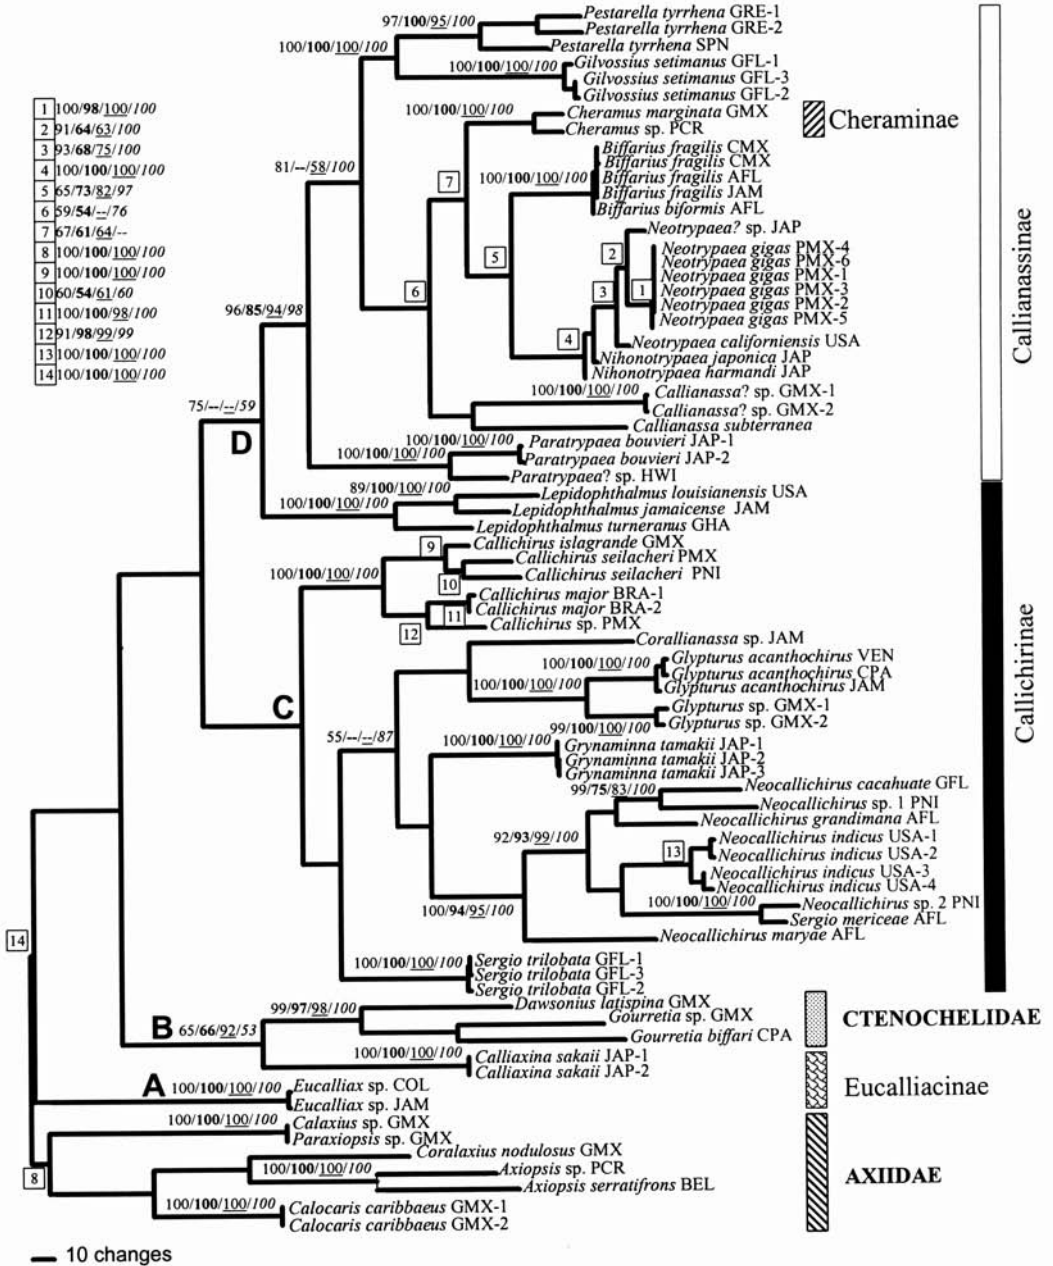 Pestarella tyrrhena GRE-1
97/100/95/100
Pestarella tyrrhena GRE-2
100/100/100/100
Pestarella tyrrhena SPN
100/100/100/100
Gilvossius setimanus GFL-1
Gilvossius setimanus GFL-3
Gilvossius setimanus GFL-2
1 100/98/100/100
2 91/64/63/100
3 93/68/75/100
4 100/100/100/100
5 65/73/82/97
6 59/54/--/76
7 67/61/64/--
8 100/100/100/100
9 100/100/100/100
10 60/54/61/60
11 100/100/98/100
12 91/98/99/99
13 100/100/100/100
14 100/100/100/100
100/100/100/100
Cheramus marginata GMX
Cheramus sp. PCR
Cheraminae
Biffarius fragilis CMX
Biffarius fragilis CMX
81/--/58/100
100/100/100/100
Biffarius fragilis AFL
7
Biffarius fragilis JAM
Biffarius biformis AFL
Neotrypaea? sp. JAP
2
Neotrypaea gigas PMX-4
5
Neotrypaea gigas PMX-6
Neotrypaea gigas PMX-1
6
3
1
Neotrypaea gigas PMX-3
Neotrypaea gigas PMX-2
96/85/94/98
Neotrypaea gigas PMX-5
4
Neotrypaea californiensis USA
Nihonotrypaea japonica JAP
Nihonotrypaea harmandi JAP
Callianassinae
100/100/100/100
Callianassa? sp. GMX-1
75/--/--/59
Callianassa? sp. GMX-2
Callianassa subterranea
D
100/100/100/100
Paratrypaea bouvieri JAP-1
100/100/100/100
Paratrypaea bouvieri JAP-2
Paratrypaea? sp. HWI
89/100/100/100
Lepidophthalmus louisianensis USA
100/100/100/100
Lepidophthalmus jamaicense JAM
Lepidophthalmus turneranus GHA
9
Callichirus islagrande GMX
Callichirus seilacheri PMX
100/100/100/100
10
Callichirus seilacheri PNI
Callichirus major BRA-1
11
Callichirus major BRA-2
12
Callichirus sp. PMX
Corallianassa sp. JAM
100/100/100/100
Glypturus acanthochirus VEN
Glypturus acanthochirus CPA
100/100/100/100
Glypturus acanthochirus JAM
C
Glypturus sp. GMX-1
Glypturus sp. GMX-2
99/100/100/100
55/--/--/87
100/100/100/100
Grynaminna tamakii JAP-1
Grynaminna tamakii JAP-2
Grynaminna tamakii JAP-3
Callichirinae
99/75/83/100
Neocallichirus cacahuate GFL
Neocallichirus sp. 1 PNI
Neocallichirus grandimana AFL
92/93/99/100
Neocallichirus indicus USA-1
13
Neocallichirus indicus USA-2
Neocallichirus indicus USA-3
Neocallichirus indicus USA-4
100/100/100/100
Neocallichirus sp. 2 PNI
100/94/95/100
Sergio mericeae AFL
Neocallichirus maryae AFL
14
100/100/100/100
Sergio trilobata GFL-1
Sergio trilobata GFL-3
Sergio trilobata GFL-2
99/97/98/100
Dawsonius latispina GMX
B
65/66/92/53
Gourretia sp. GMX
CTENOCHELIDAE
Gourretia biffari CPA
100/100/100/100
Calliaxina sakaii JAP-1
Calliaxina sakaii JAP-2
A
100/100/100/100
Eucalliax sp. COL
Eucalliacinae
Eucalliax sp. JAM
100/100/100/100
Calaxius sp. GMX
Paraxiopsis sp. GMX
Coralaxius nodulosus GMX
8
100/100/100/100
Axiopsis sp. PCR
AXIIDAE
Axiopsis serratifrons BEL
100/100/100/100
Calocaris caribbaeus GMX-1
Calocaris caribbaeus GMX-2
10 changes